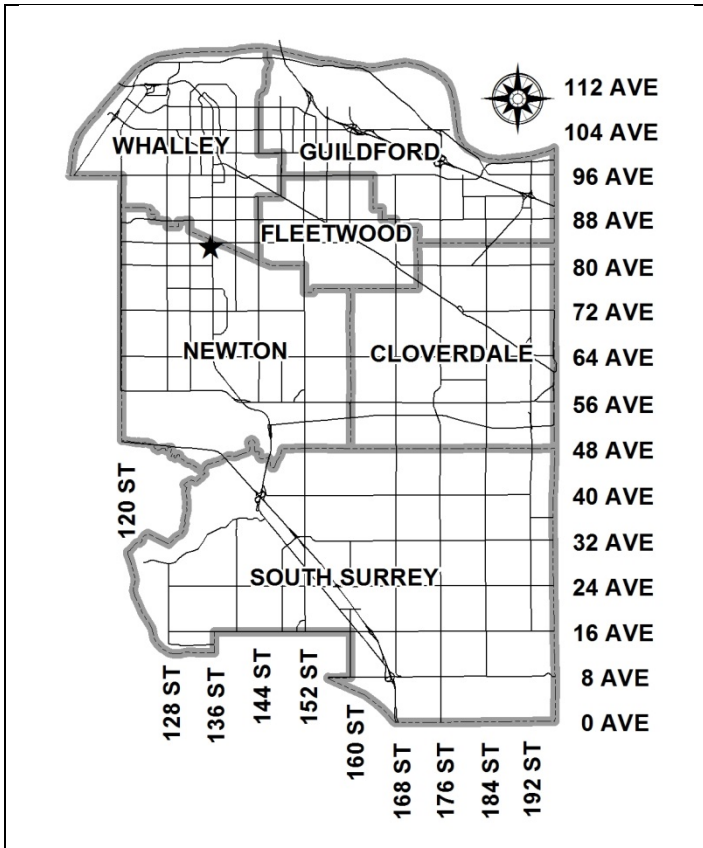 112 AVE
104 AVE
WHALLEY
GUILDFORD
96 AVE
88 AVE
FLEETWOOD
80 AVE
72 AVE
NEWTON
CLOVERDALE
64 AVE
56 AVE
48 AVE
120 ST
40 AVE
32 AVE
SOUTH SURREY
24 AVE
16 AVE
128 ST
136 ST
144 ST
152 ST
160 ST
8 AVE
0 AVE
168 ST
176 ST
184 ST
192 ST